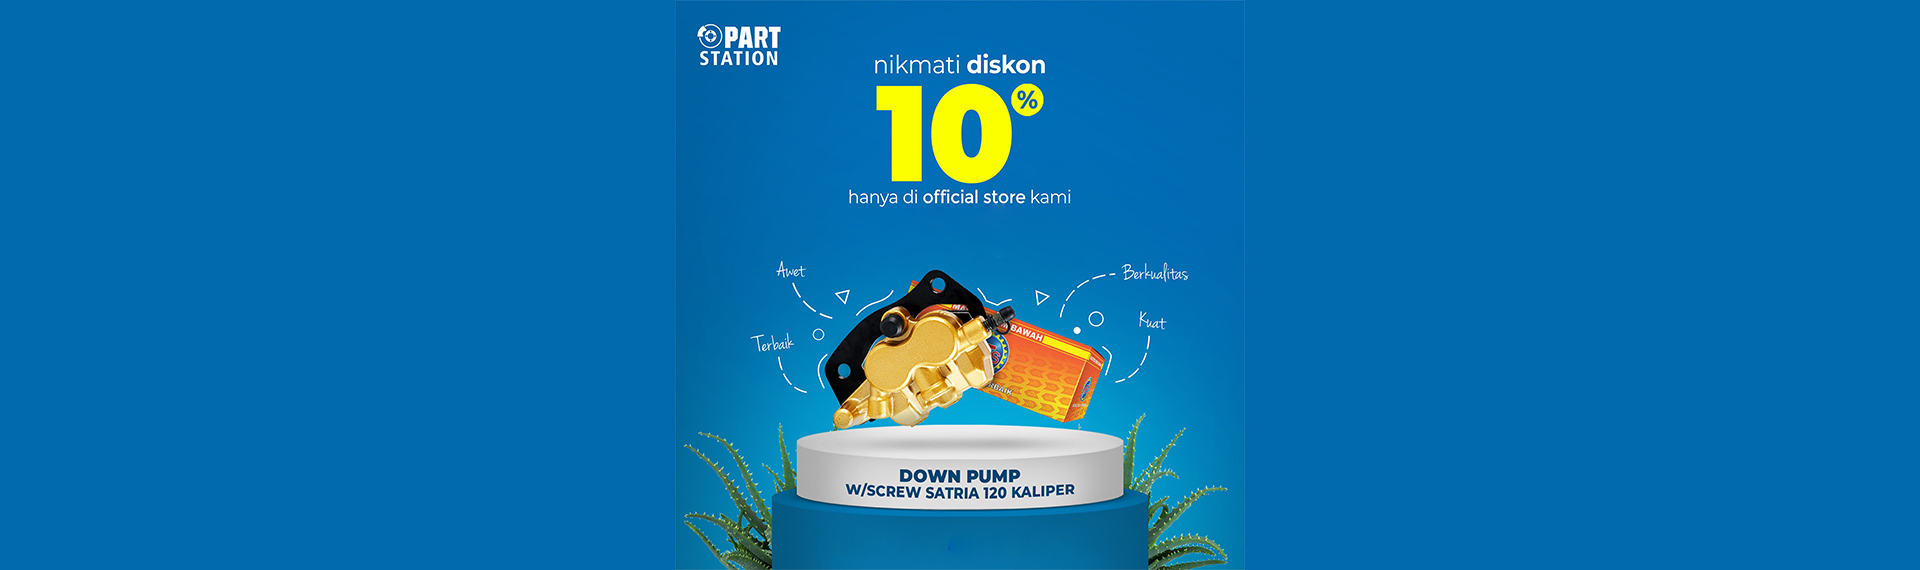 PART
STATION
nikmati diskon
10%
hanya di official store kami
Awet
Berkualitas
Terbaik
Kuat
BAWAH
DOWN PUMP
W/SCREW SATRIA 120 KALIPER